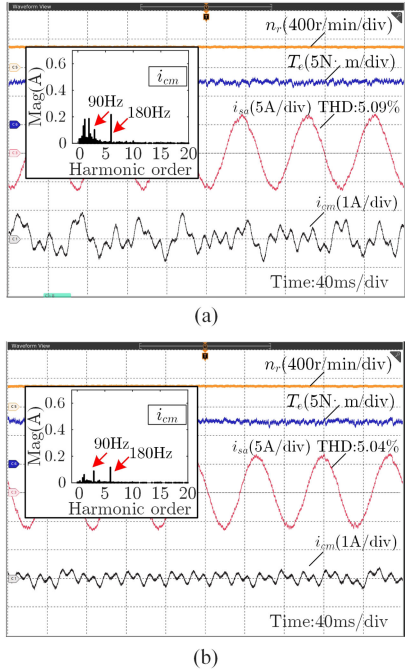 Waveform View
n_r(400r/min/div)
T_e(5N· m/div)
i_sa(5A/div) THD:5.09%
i_cm(1A/div)
Time:40ms/div
Mag(A)
0.6
0.4
0.2
0
i_cm
90Hz
180Hz
0 5 10 15 20
Harmonic order
(a)
Waveform View
n_r(400r/min/div)
T_e(5N· m/div)
i_sa(5A/div) THD:5.04%
i_cm(1A/div)
Time:40ms/div
Mag(A)
0.6
0.4
0.2
0
i_cm
90Hz
180Hz
0 5 10 15 20
Harmonic order
(b)